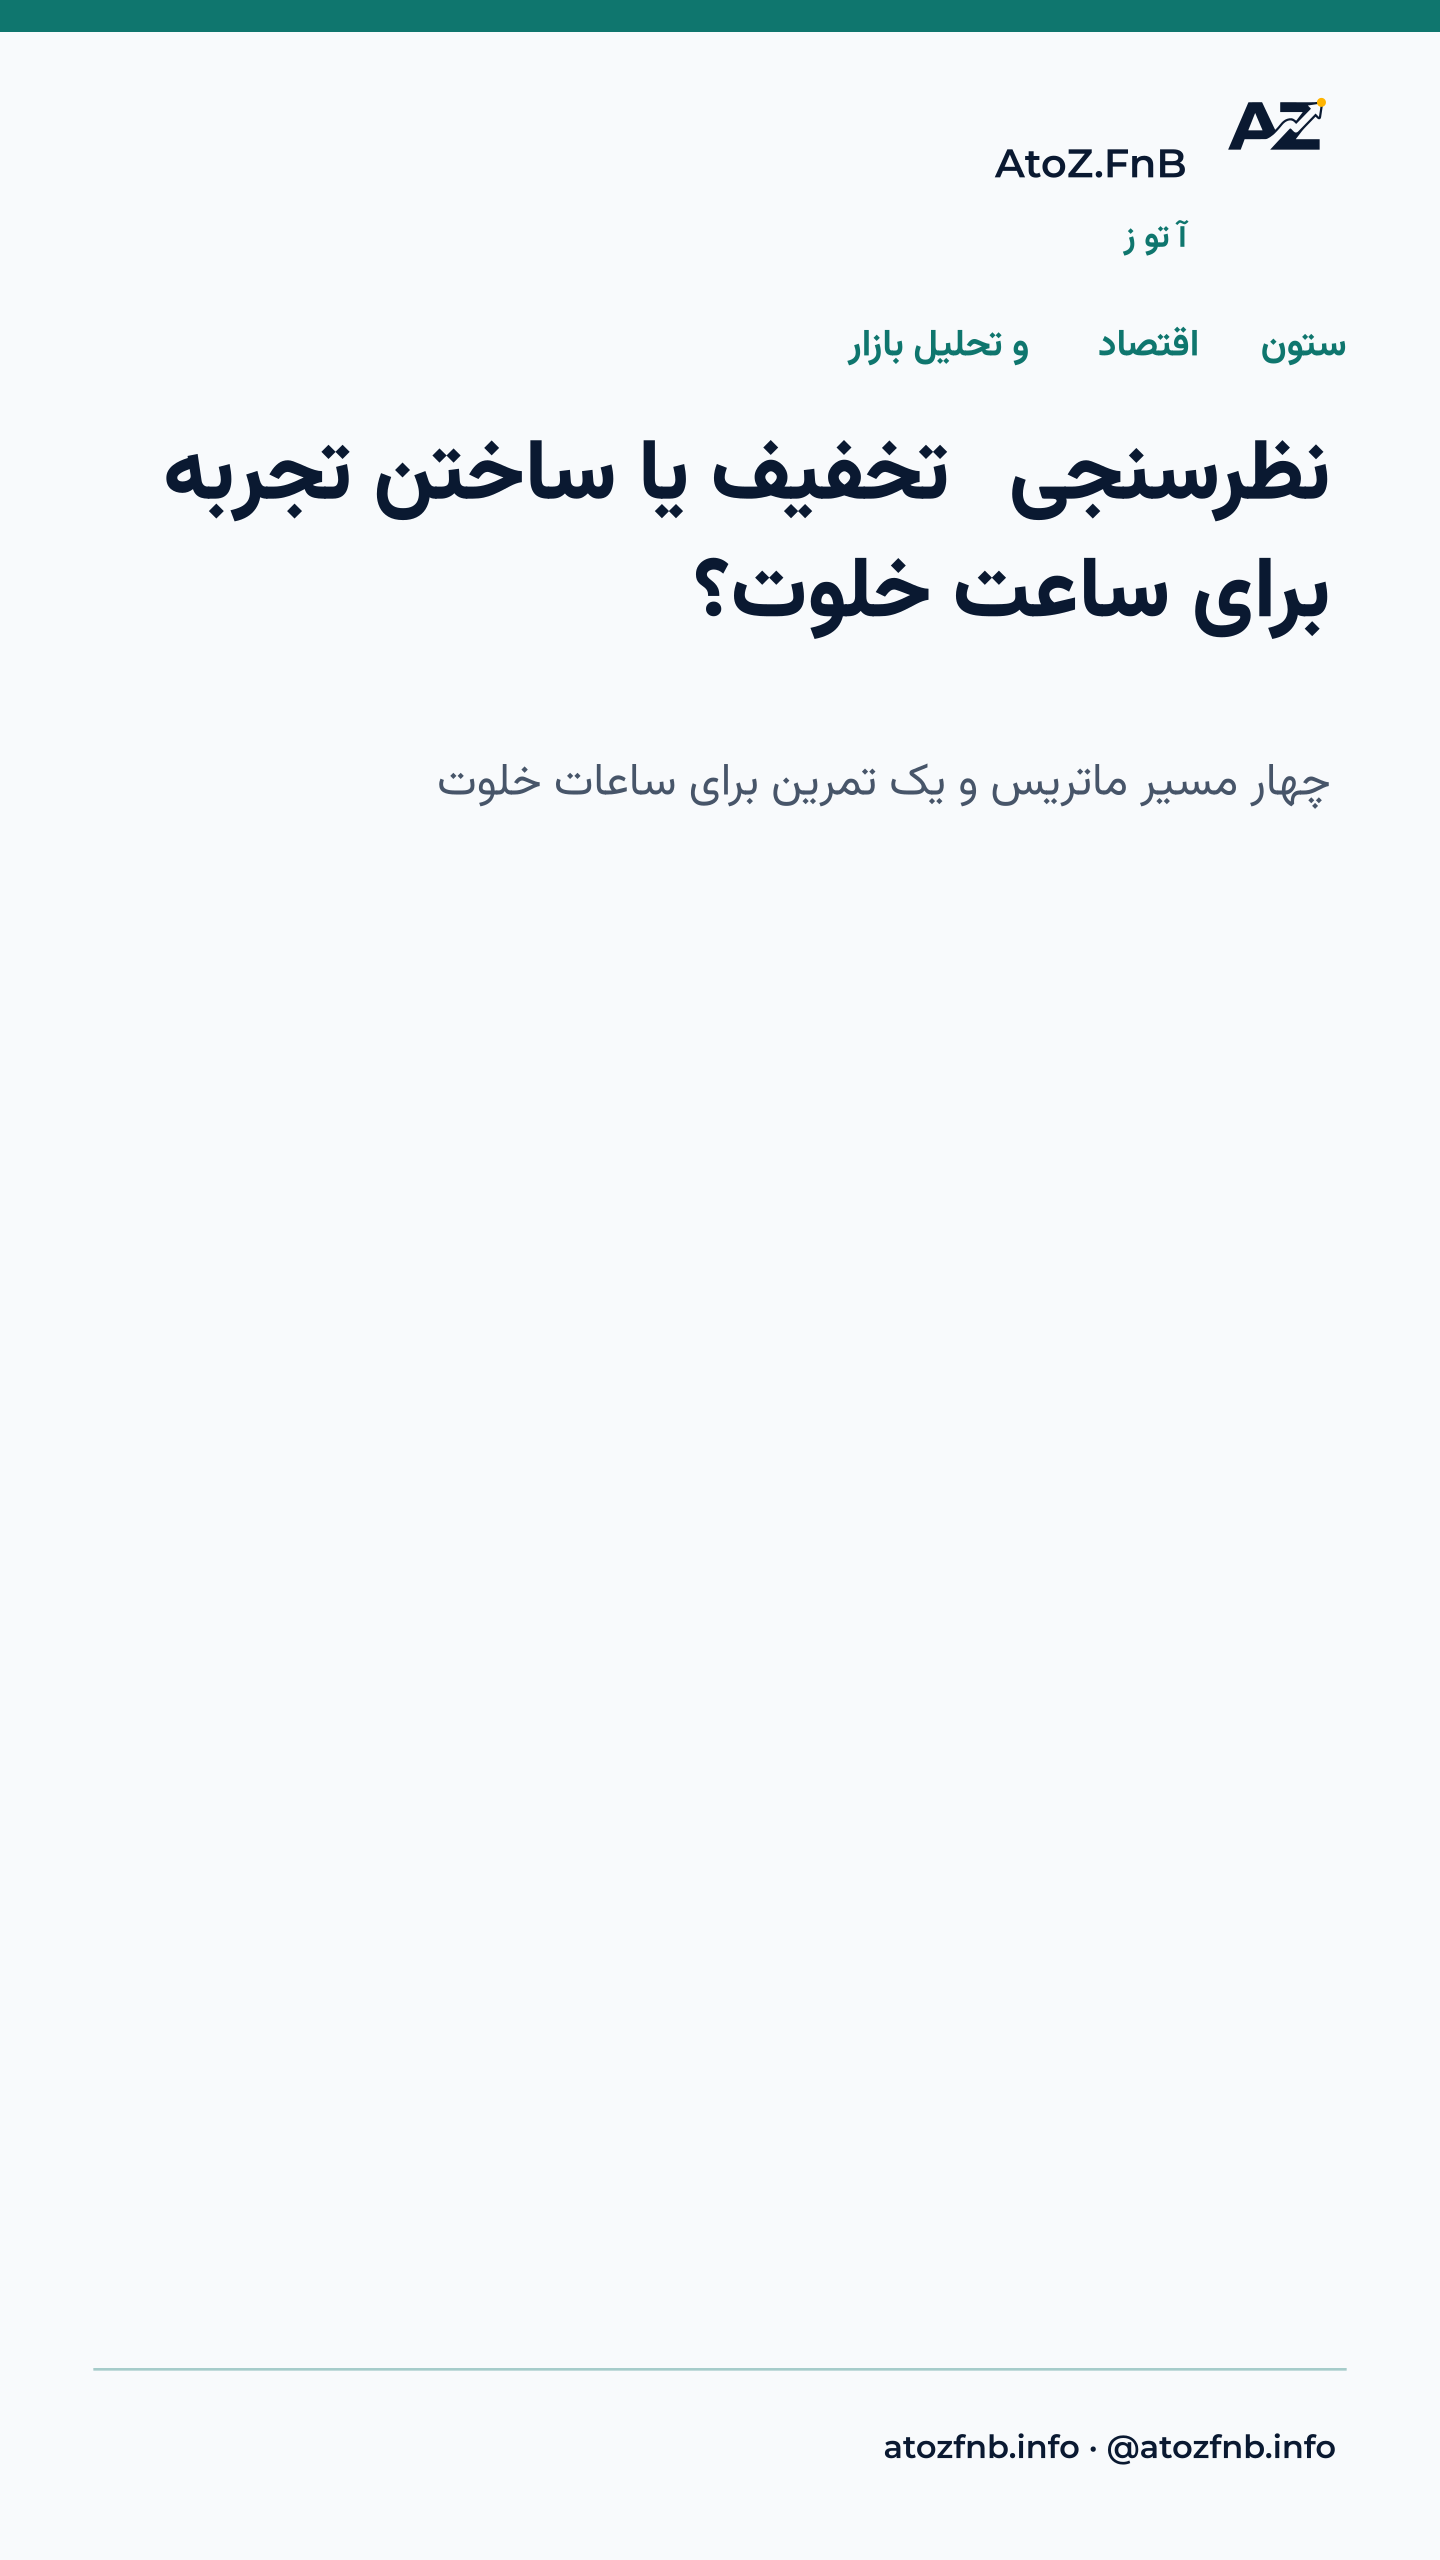 AZ
AtoZ.FnB
آ تو ز
ستون اقتصاد و تحلیل بازار
نظرسنجی تخفیف یا ساختن تجربه
برای ساعت خلوت؟
چهار مسیر ماتریس و یک تمرین برای ساعات خلوت
atozfnb.info · @atozfnb.info